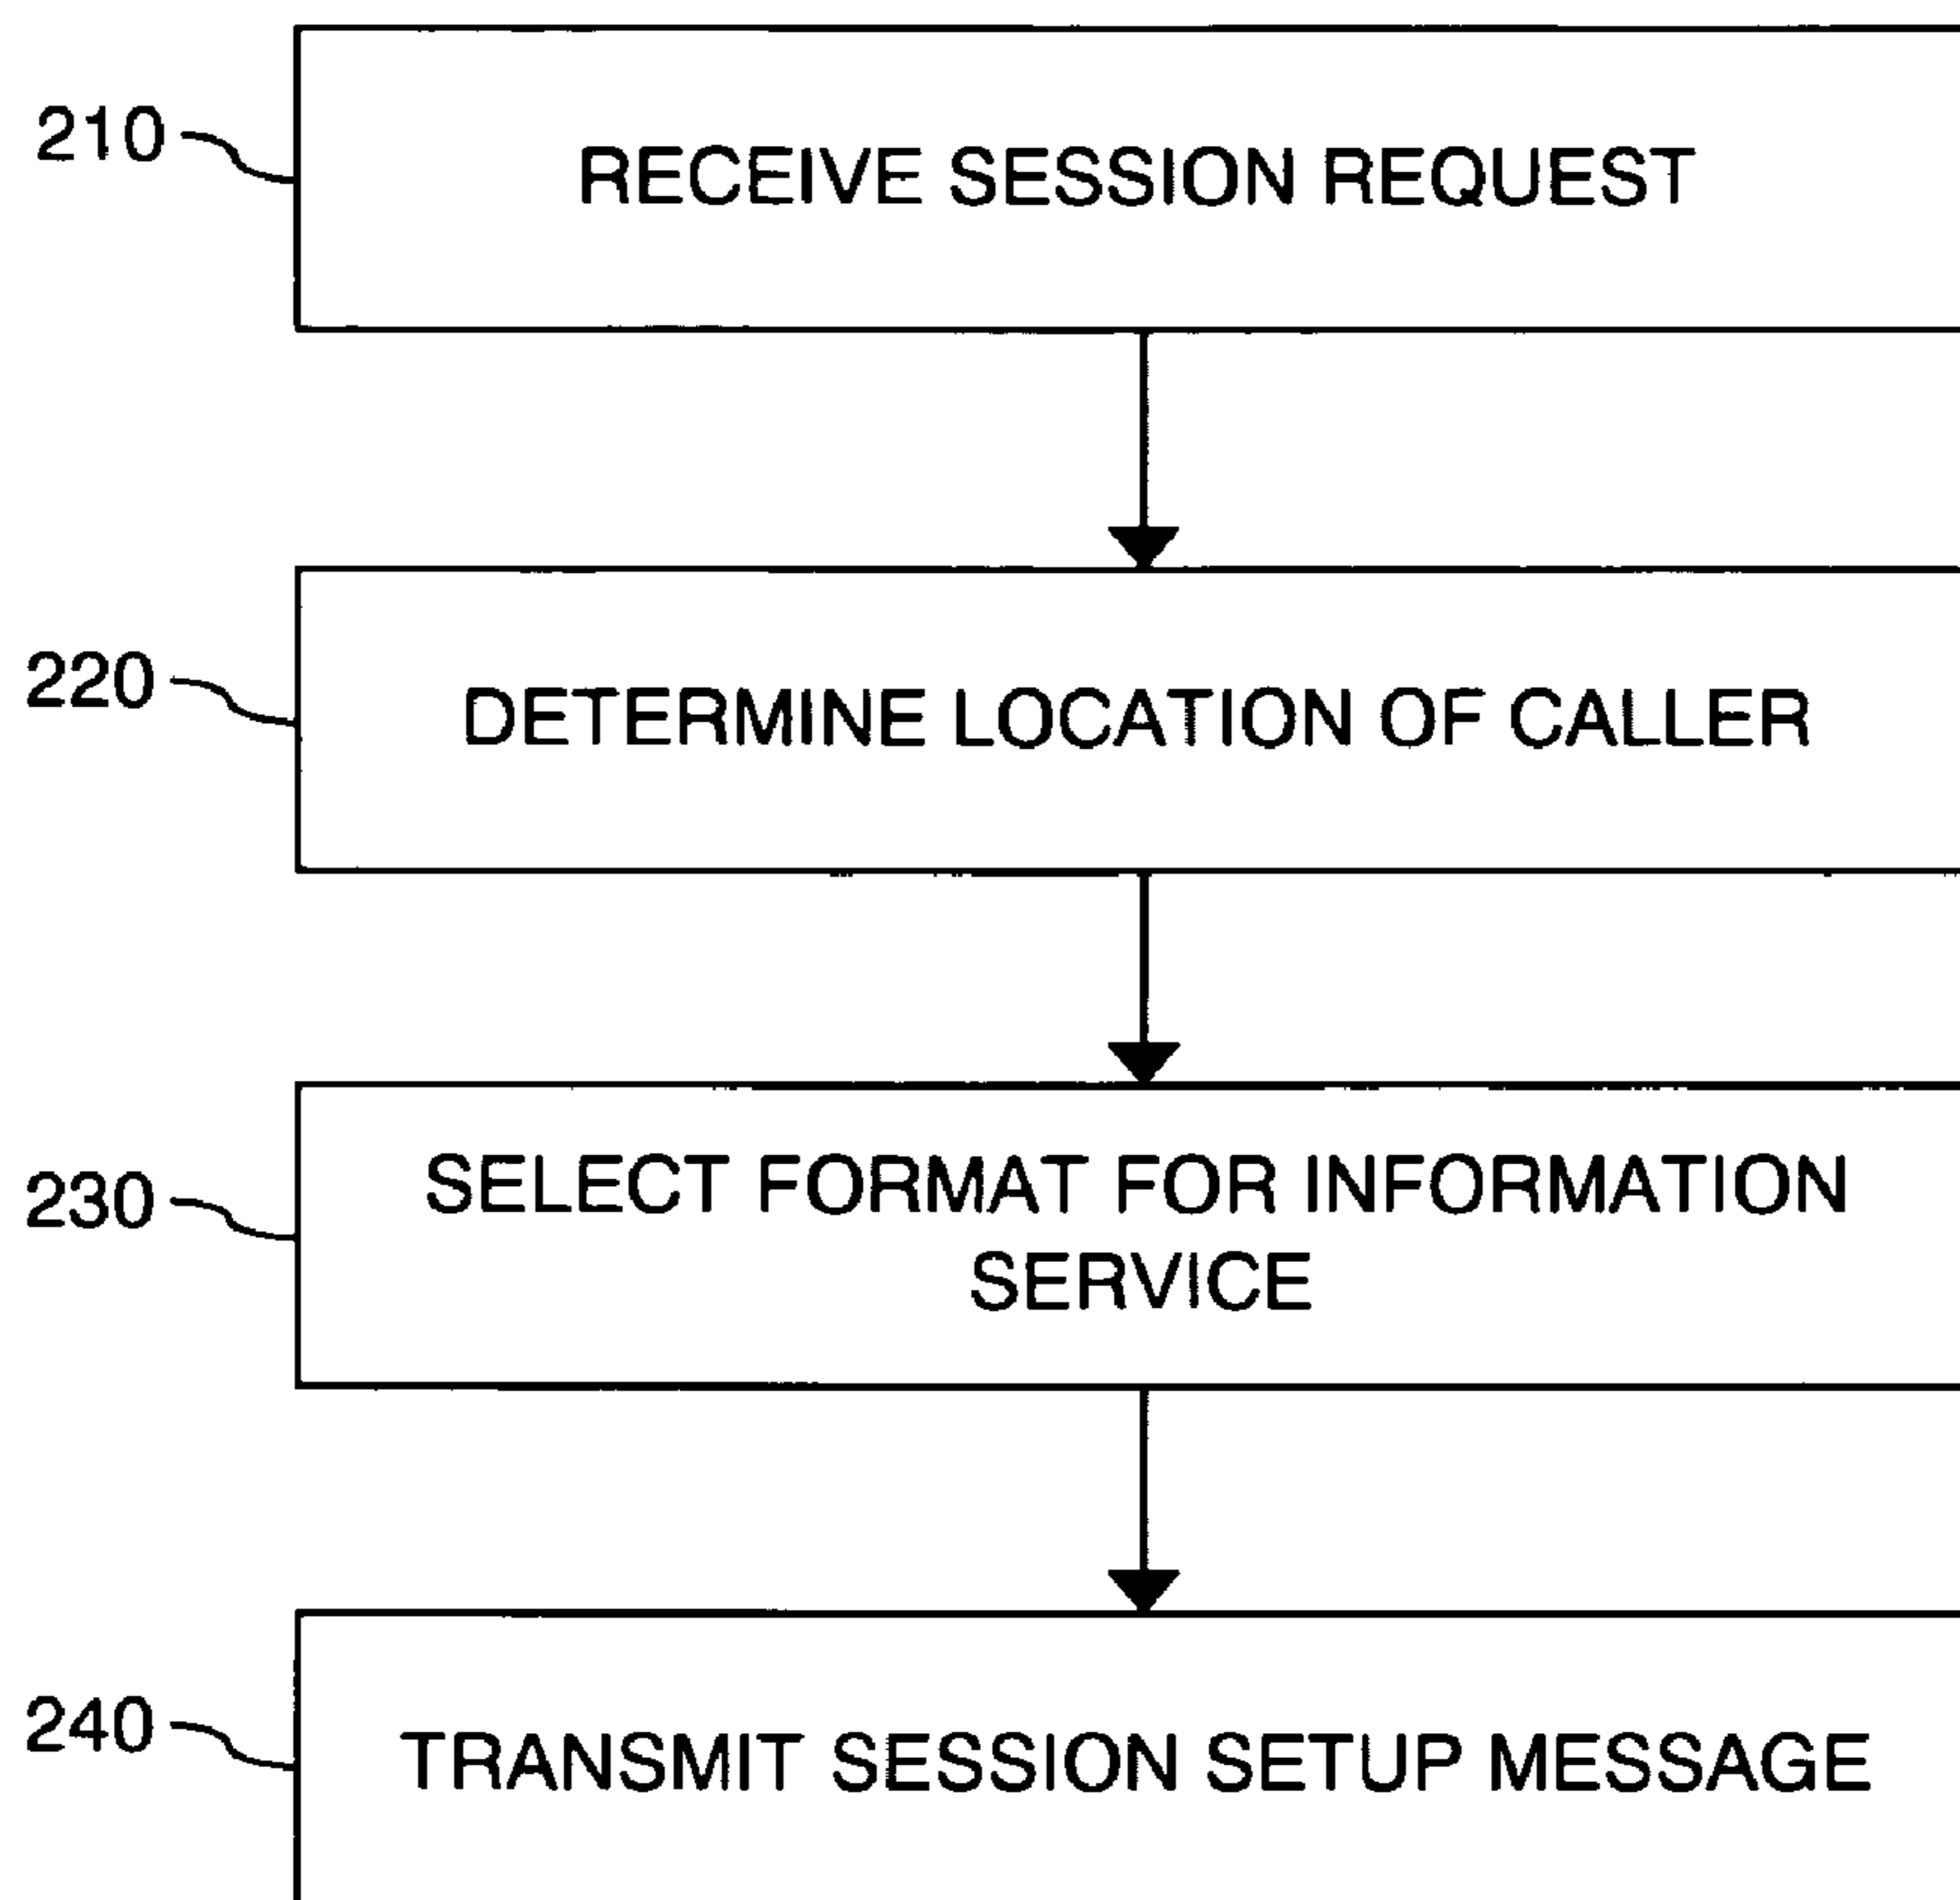 210
RECEIVE SESSION REQUEST
220
DETERMINE LOCATION OF CALLER
230
SELECT FORMAT FOR INFORMATION
SERVICE
240
TRANSMIT SESSION SETUP MESSAGE